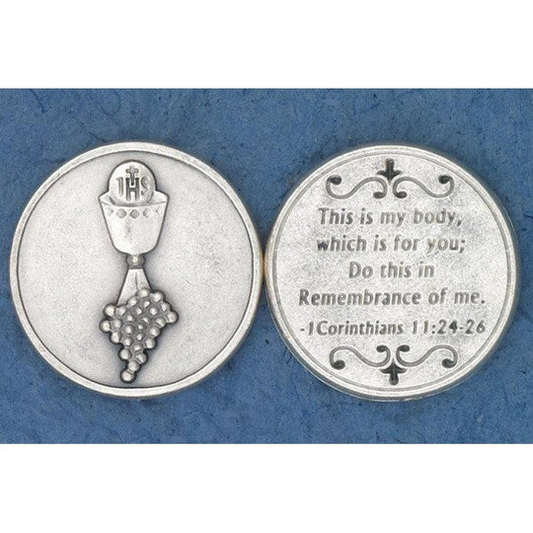 IHS
This is my body,
which is for you;
Do this in
Remembrance of me.
-1Corinthians 11:24-26